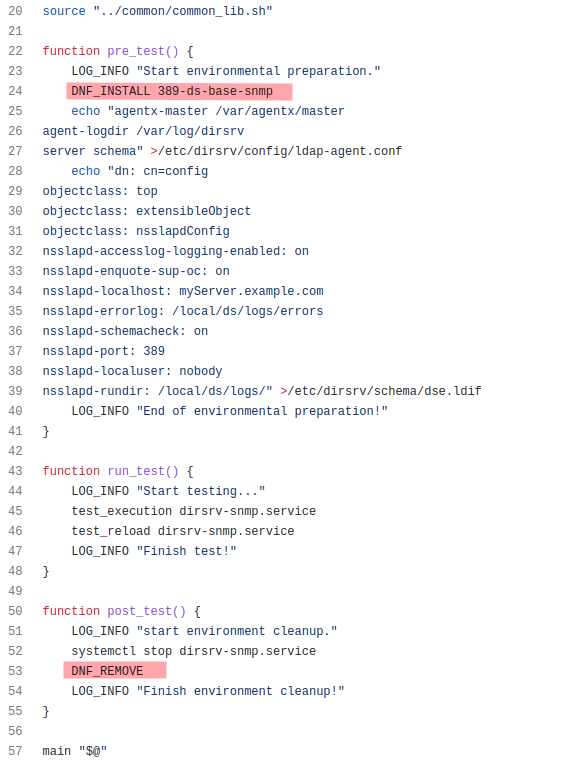 20 source "../common/common_lib.sh"
21
22 function pre_test() {
23     LOG_INFO "Start environmental preparation."
24     DNF_INSTALL 389-ds-base-snmp
25     echo "agentx-master /var/agentx/master
26 agent-logdir /var/log/dirsrv
27 server schema" >/etc/dirsrv/config/ldap-agent.conf
28     echo "dn: cn=config
29 objectclass: top
30 objectclass: extensibleObject
31 objectclass: nsslapdConfig
32 nsslapd-accesslog-logging-enabled: on
33 nsslapd-enquote-sup-oc: on
34 nsslapd-localhost: myServer.example.com
35 nsslapd-errorlog: /local/ds/logs/errors
36 nsslapd-schemacheck: on
37 nsslapd-port: 389
38 nsslapd-localuser: nobody
39 nsslapd-rundir: /local/ds/logs/" >/etc/dirsrv/schema/dse.ldif
40     LOG_INFO "End of environmental preparation!"
41 }
42
43 function run_test() {
44     LOG_INFO "Start testing..."
45     test_execution dirsrv-snmp.service
46     test_reload dirsrv-snmp.service
47     LOG_INFO "Finish test!"
48 }
49
50 function post_test() {
51     LOG_INFO "start environment cleanup."
52     systemctl stop dirsrv-snmp.service
53     DNF_REMOVE
54     LOG_INFO "Finish environment cleanup!"
55 }
56
57 main "$@"